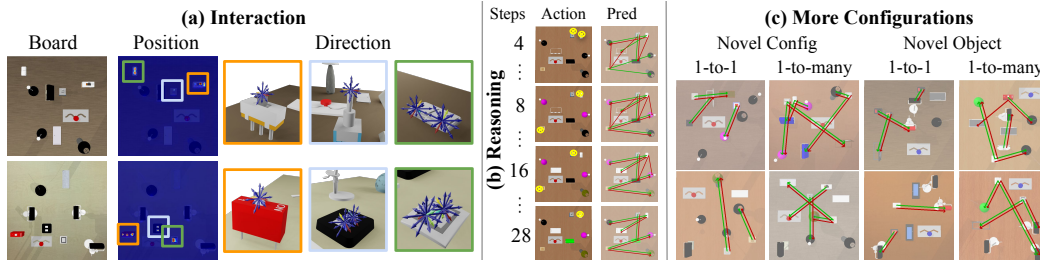 (a) Interaction
Board
Position
Direction
(b) Reasoning
Steps
Action
Pred
4
⋮
8
⋮
16
⋮
28
(c) More Configurations
Novel Config
Novel Object
1-to-1
1-to-many
1-to-1
1-to-many